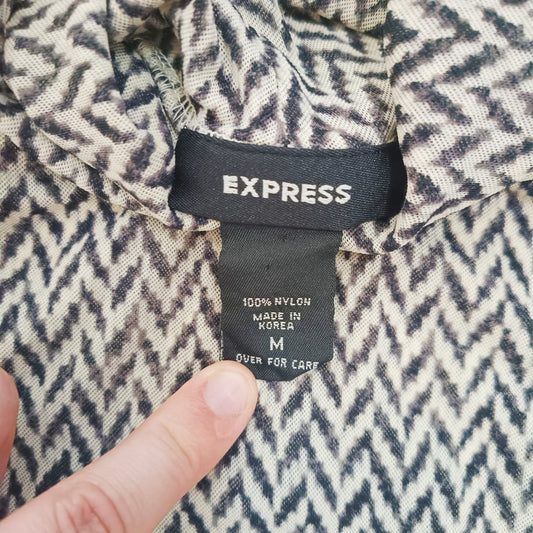 EXPRESS
100% NYLON
MADE IN
KOREA
M
OVER FOR CARE